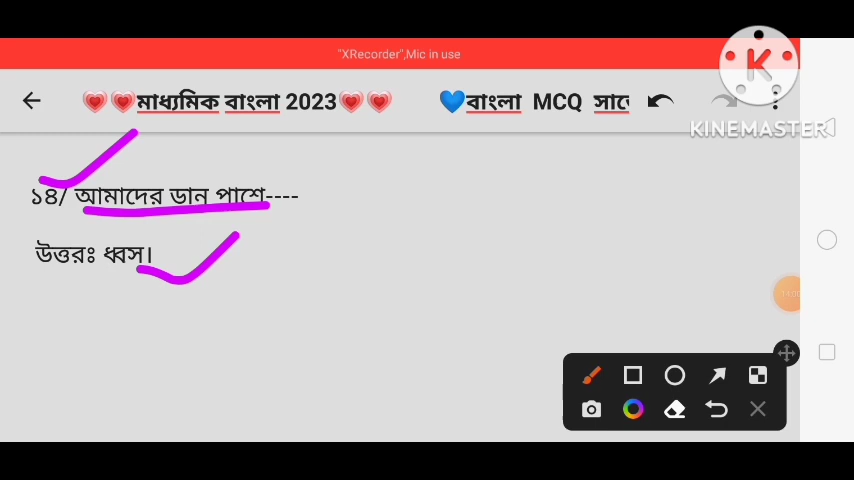 "XRecorder",Mic in use
💗💗মাধ্যমিক বাংলা 2023💗💗 💙বাংলা MCQ সাজে
KINEMASTER
১৪/ আমাদের ডান পাশে----
উত্তরঃ ধ্বস।